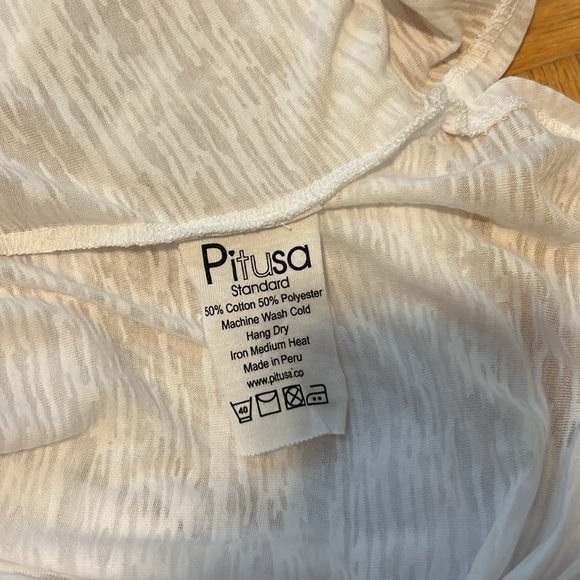 Pitusa
Standard
50% Cotton 50% Polyester
Machine Wash Cold
Hang Dry
Iron Medium Heat
Made in Peru
www.pitusa.co
40